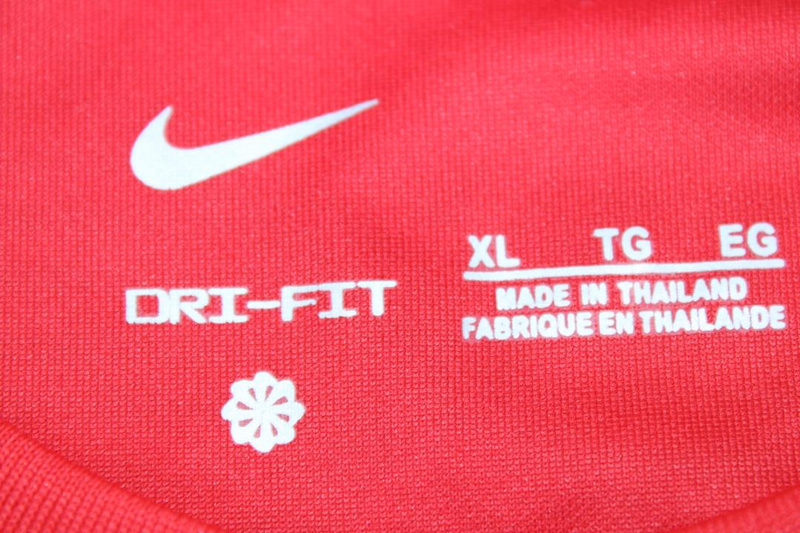 DRI-FIT
XL TG EG
MADE IN THAILAND
FABRIQUE EN THAILANDE